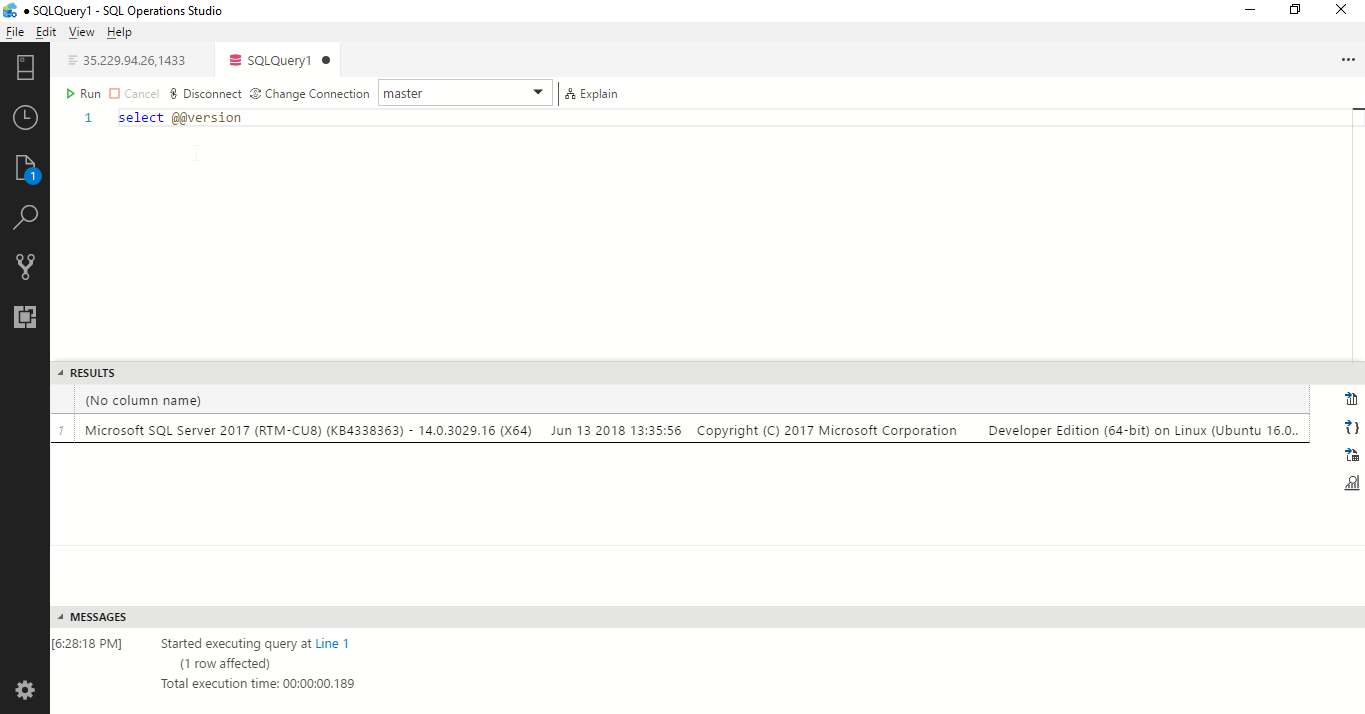 ● SQLQuery1 - SQL Operations Studio
File Edit View Help
35.229.94.26,1433 SQLQuery1 ●
Run Cancel Disconnect Change Connection master Explain
1 select @@version
1
RESULTS
(No column name)
1 Microsoft SQL Server 2017 (RTM-CU8) (KB4338363) - 14.0.3029.16 (X64) Jun 13 2018 13:35:56 Copyright (C) 2017 Microsoft Corporation Developer Edition (64-bit) on Linux (Ubuntu 16.0..
MESSAGES
[6:28:18 PM] Started executing query at Line 1
(1 row affected)
Total execution time: 00:00:00.189